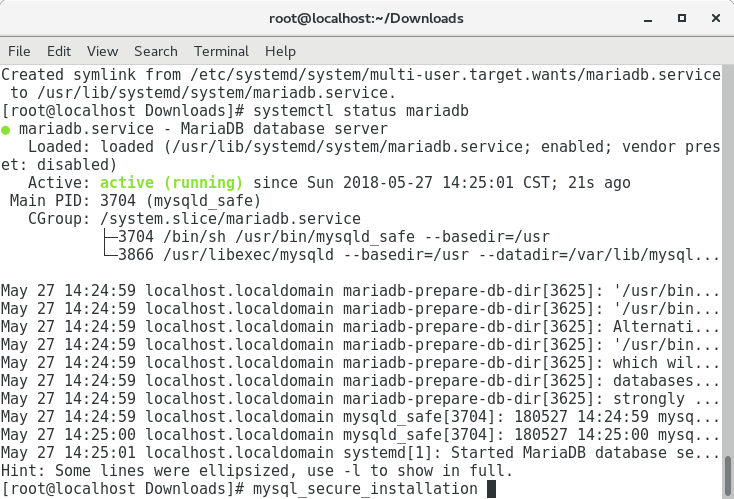 root@localhost:~/Downloads
File Edit View Search Terminal Help
Created symlink from /etc/systemd/system/multi-user.target.wants/mariadb.service
 to /usr/lib/systemd/system/mariadb.service.
[root@localhost Downloads]# systemctl status mariadb
● mariadb.service - MariaDB database server
   Loaded: loaded (/usr/lib/systemd/system/mariadb.service; enabled; vendor pres
et: disabled)
   Active: active (running) since Sun 2018-05-27 14:25:01 CST; 21s ago
 Main PID: 3704 (mysqld_safe)
   CGroup: /system.slice/mariadb.service
           ├─3704 /bin/sh /usr/bin/mysqld_safe --basedir=/usr
           └─3866 /usr/libexec/mysqld --basedir=/usr --datadir=/var/lib/mysql...
May 27 14:24:59 localhost.localdomain mariadb-prepare-db-dir[3625]: '/usr/bin...
May 27 14:24:59 localhost.localdomain mariadb-prepare-db-dir[3625]: '/usr/bin...
May 27 14:24:59 localhost.localdomain mariadb-prepare-db-dir[3625]: Alternati...
May 27 14:24:59 localhost.localdomain mariadb-prepare-db-dir[3625]: '/usr/bin...
May 27 14:24:59 localhost.localdomain mariadb-prepare-db-dir[3625]: which wil...
May 27 14:24:59 localhost.localdomain mariadb-prepare-db-dir[3625]: databases...
May 27 14:24:59 localhost.localdomain mariadb-prepare-db-dir[3625]: strongly ...
May 27 14:24:59 localhost.localdomain mysqld_safe[3704]: 180527 14:24:59 mysq...
May 27 14:25:00 localhost.localdomain mysqld_safe[3704]: 180527 14:25:00 mysq...
May 27 14:25:01 localhost.localdomain systemd[1]: Started MariaDB database se...
Hint: Some lines were ellipsized, use -l to show in full.
[root@localhost Downloads]# mysql_secure_installation